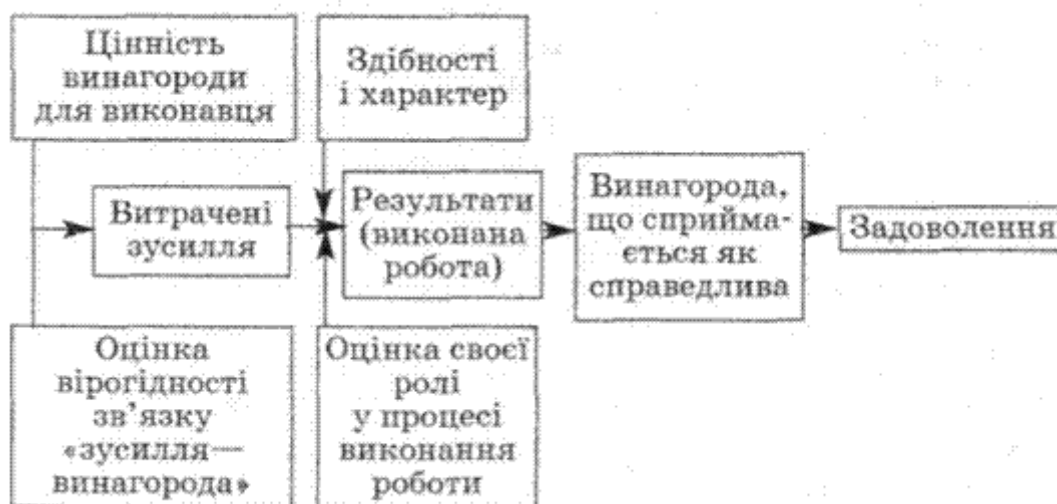 Цінність
винагороди
для виконавця
Здібності
і характер
Витрачені
зусилля
Результати
(виконана
робота)
Винагорода,
що сприйма-
ється як
справедлива
Задоволення
Оцінка
вірогідності
зв’язку
«зусилля—
винагорода»
Оцінка своєї
ролі
у процесі
виконання
роботи